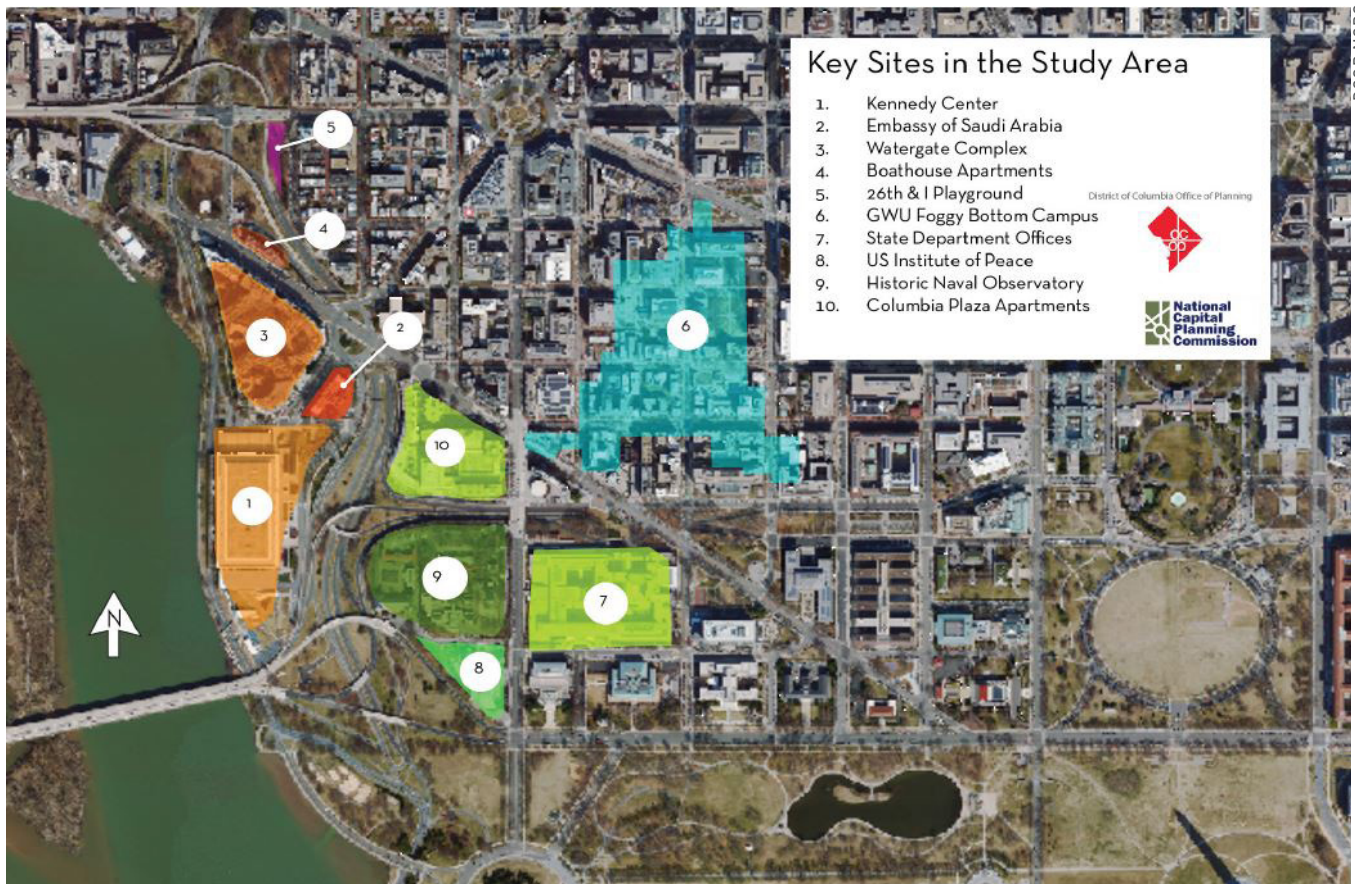 Key Sites in the Study Area
1. Kennedy Center
2. Embassy of Saudi Arabia
3. Watergate Complex
4. Boathouse Apartments
5. 26th & I Playground
6. GWU Foggy Bottom Campus
7. State Department Offices
8. US Institute of Peace
9. Historic Naval Observatory
10. Columbia Plaza Apartments
District of Columbia Office of Planning
National
Capital
Planning
Commission
5
4
3
2
6
10
1
9
7
8
N